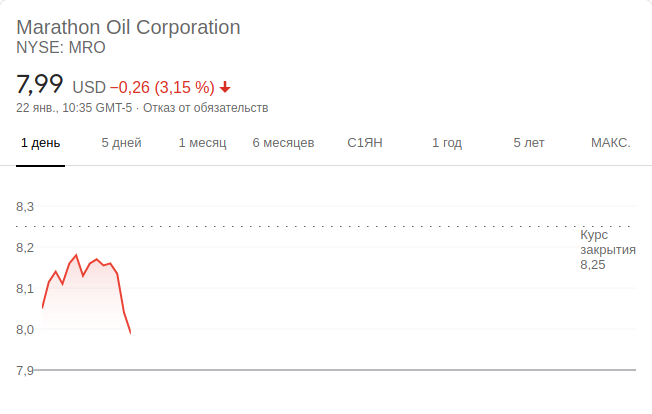 Marathon Oil Corporation
NYSE: MRO
7,99 USD −0,26 (3,15 %)
22 янв., 10:35 GMT-5 · Отказ от обязательств
1 день 5 дней 1 месяц 6 месяцев С1ЯН 1 год 5 лет МАКС.
8,3
Курс
закрытия
8,25
8,2
8,1
8,0
7,9